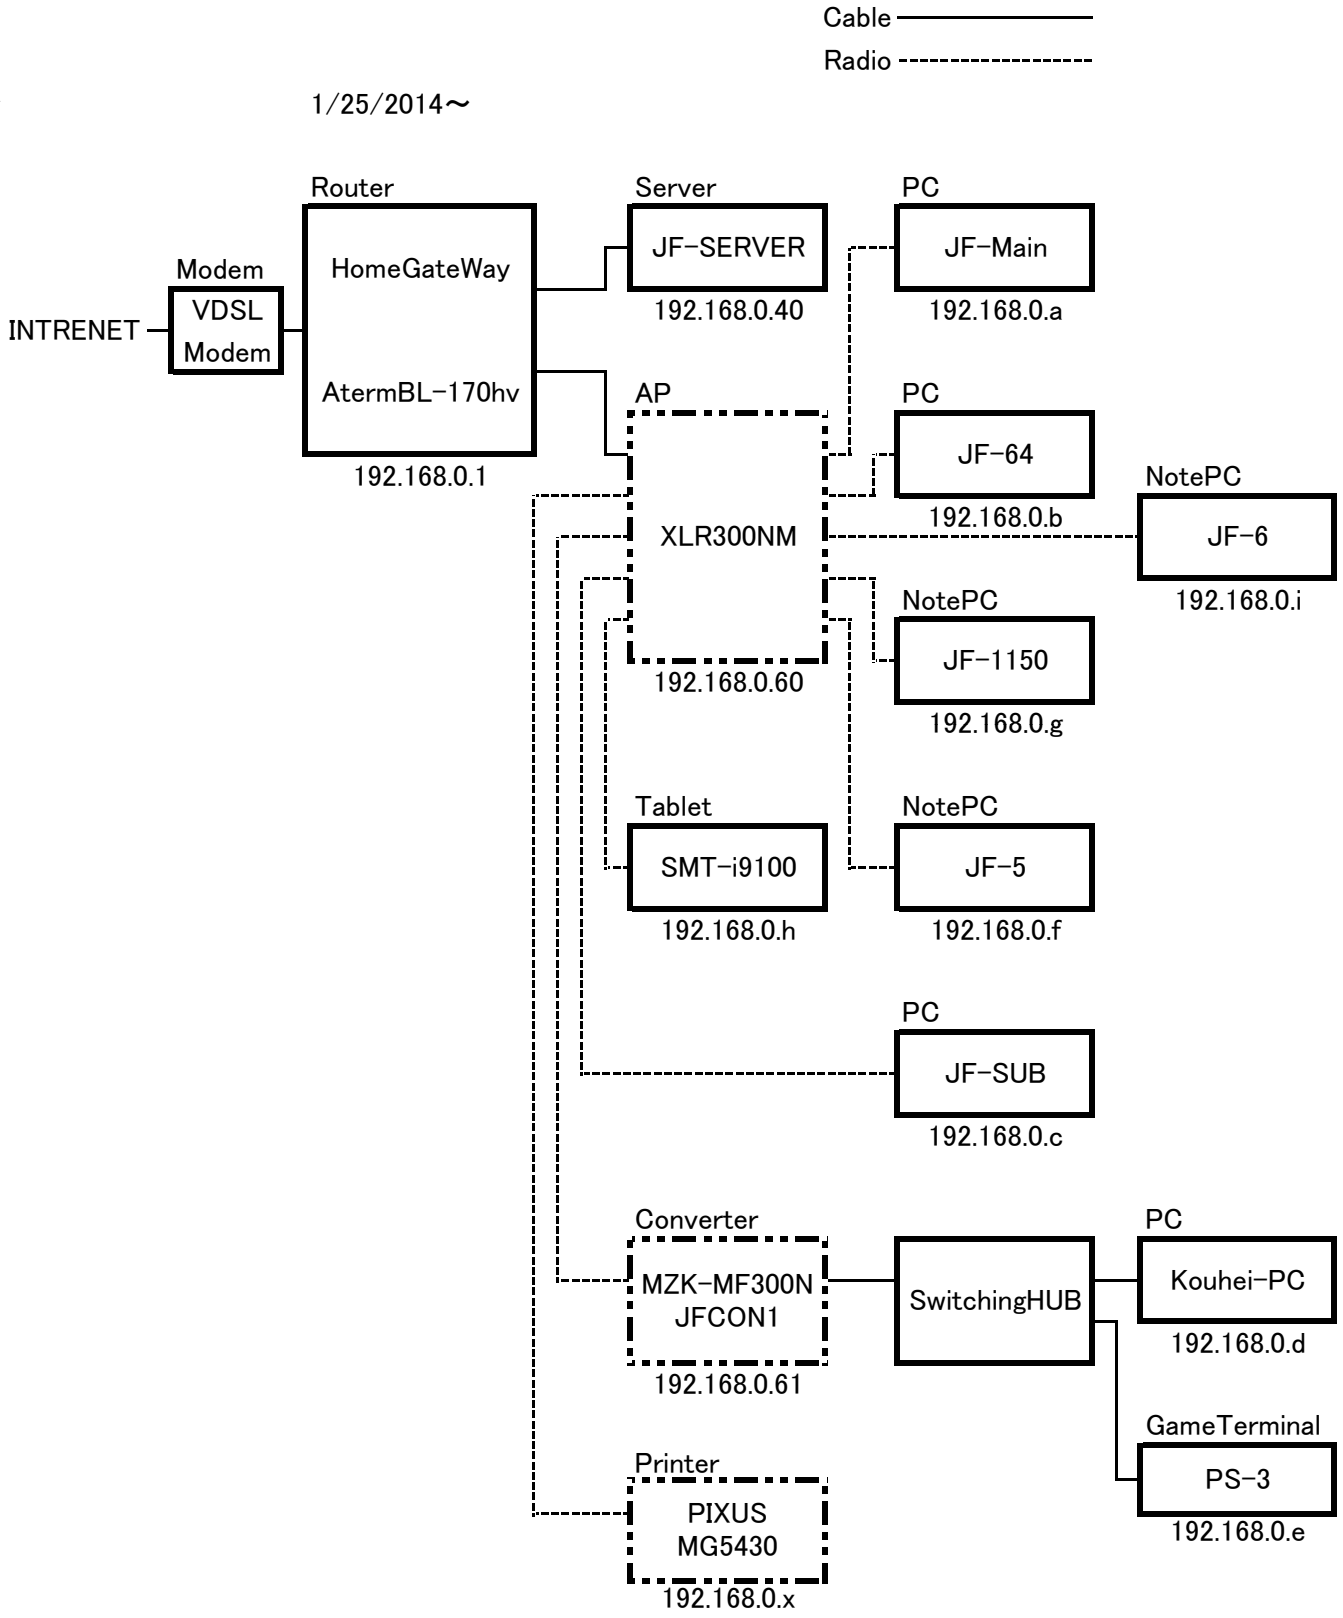 Cable
Radio
1/25/2014～
Router
Server
PC
HomeGateWay
JF-SERVER
JF-Main
Modem
VDSL
Modem
192.168.0.40
192.168.0.a
INTRENET
AtermBL-170hv
AP
PC
192.168.0.1
JF-64
NotePC
192.168.0.b
XLR300NM
JF-6
NotePC
192.168.0.i
JF-1150
192.168.0.60
192.168.0.g
Tablet
NotePC
SMT-i9100
JF-5
192.168.0.h
192.168.0.f
PC
JF-SUB
192.168.0.c
Converter
PC
MZK-MF300N
JFCON1
SwitchingHUB
Kouhei-PC
192.168.0.d
192.168.0.61
GameTerminal
Printer
PS-3
PIXUS
MG5430
192.168.0.e
192.168.0.x